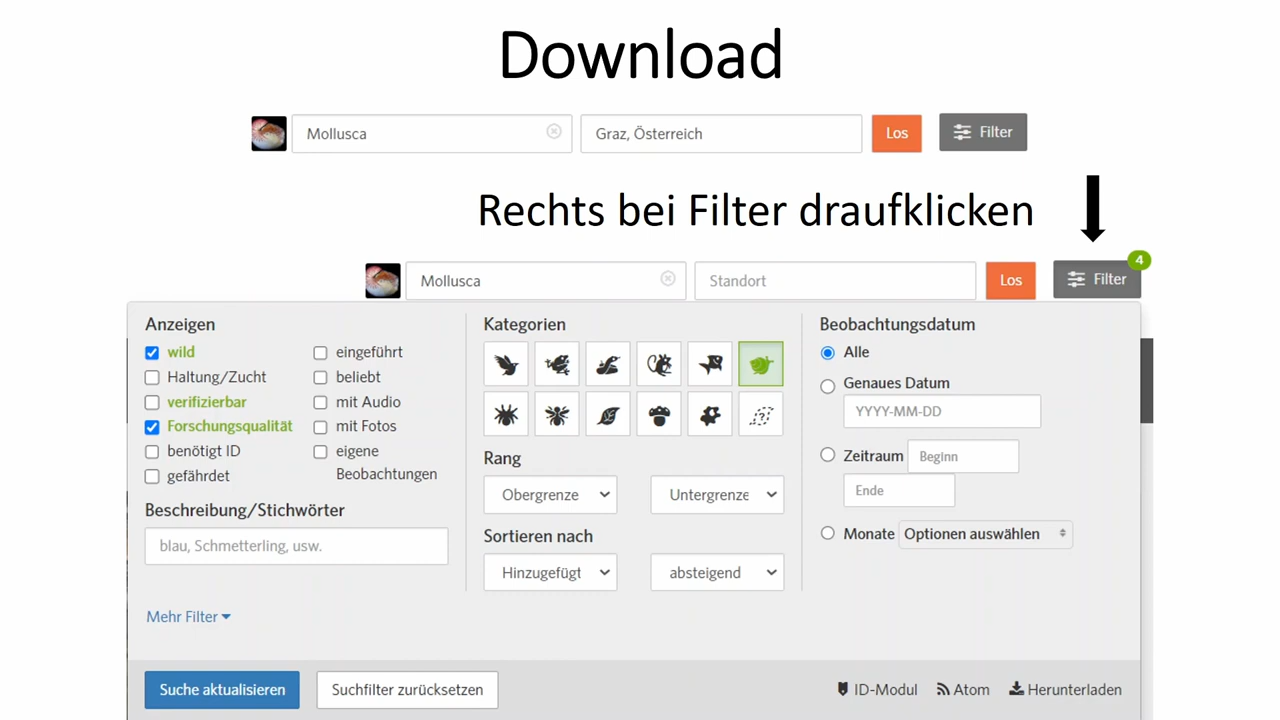 Download
Mollusca
Graz, Österreich
Los
Filter
Rechts bei Filter draufklicken
Mollusca
Standort
Los
Filter
4
Anzeigen
wild
Haltung/Zucht
verifizierbar
Forschungsqualität
benötigt ID
gefährdet
eingeführt
beliebt
mit Audio
mit Fotos
eigene
Beobachtungen
Beschreibung/Stichwörter
blau, Schmetterling, usw.
Mehr Filter
Kategorien
Rang
Obergrenze
Untergrenze
Sortieren nach
Hinzugefügt
absteigend
Beobachtungsdatum
Alle
Genaues Datum
YYYY-MM-DD
Zeitraum
Beginn
Ende
Monate
Optionen auswählen
Suche aktualisieren
Suchfilter zurücksetzen
ID-Modul
Atom
Herunterladen